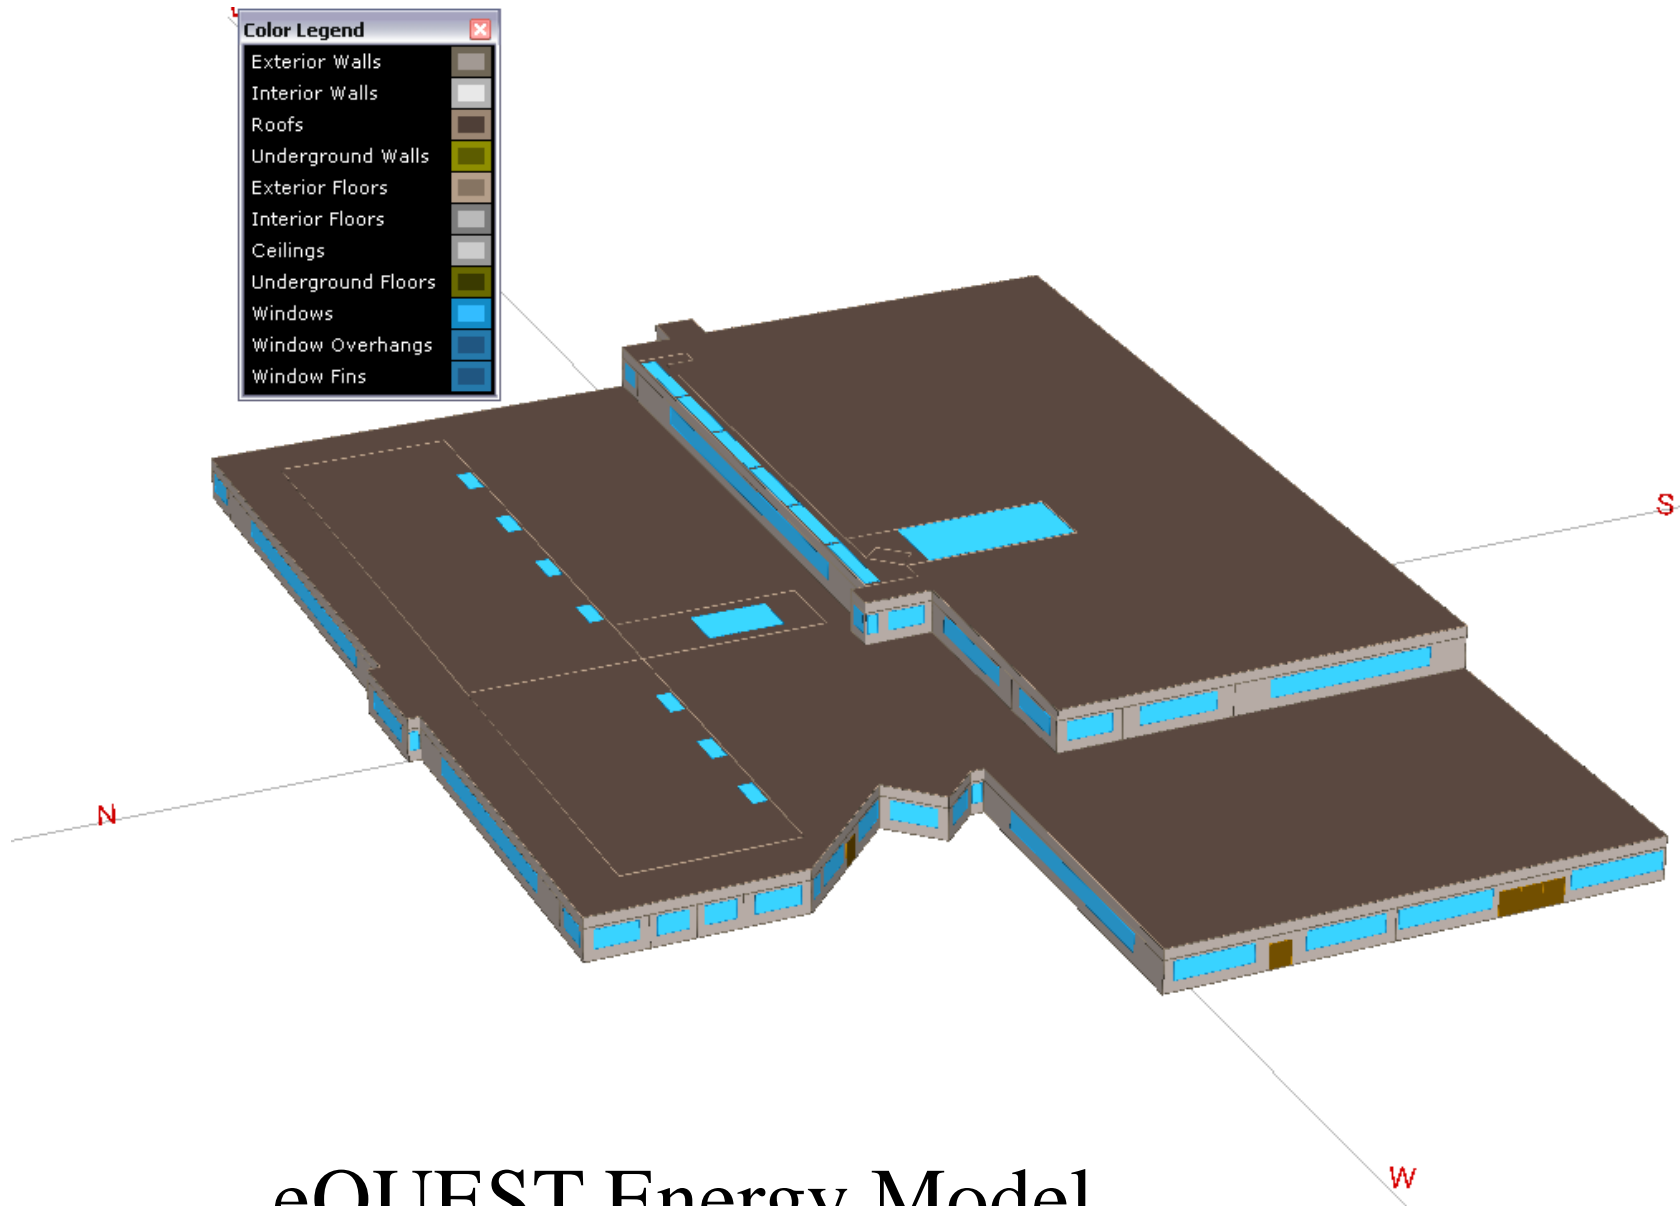 Color Legend
Exterior Walls
Interior Walls
Roofs
Underground Walls
Exterior Floors
Interior Floors
Ceilings
Underground Floors
Windows
Window Overhangs
Window Fins
S
N
W
eQUEST Energy Model